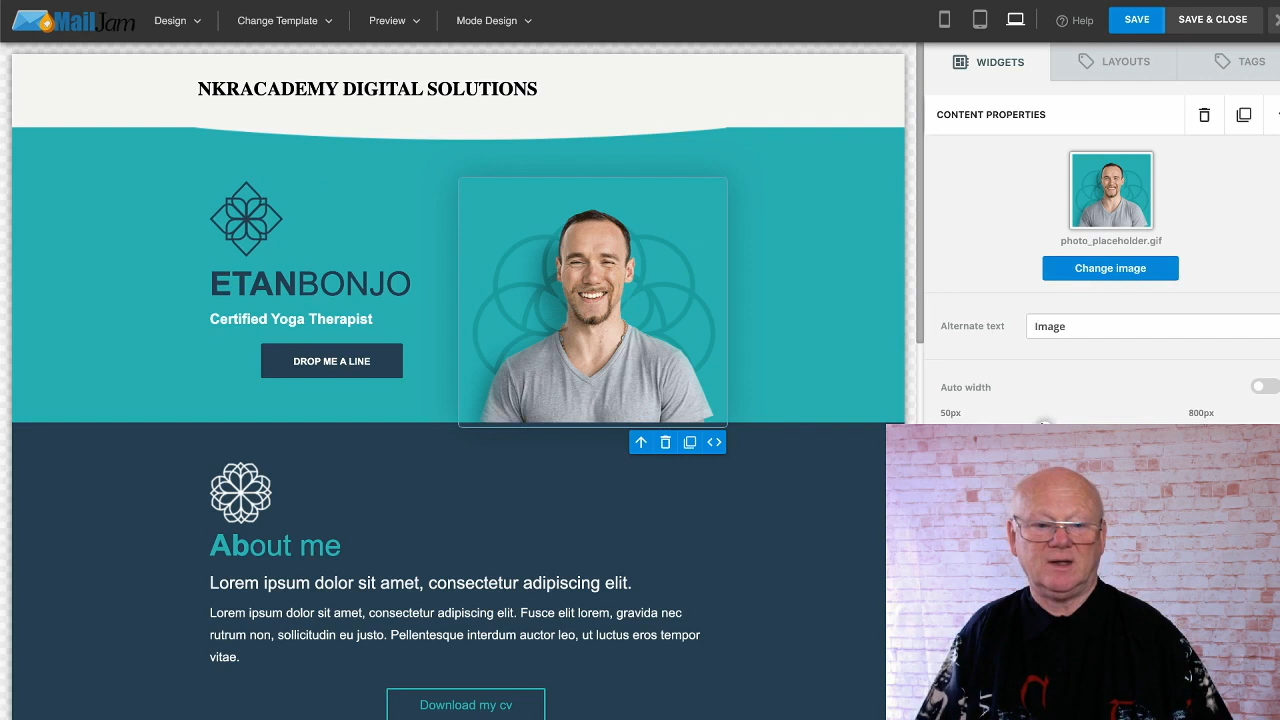 MailJam
Design
Change Template
Preview
Mode Design
Help
SAVE
SAVE & CLOSE
WIDGETS
LAYOUTS
TAGS
NKRACADEMY DIGITAL SOLUTIONS
CONTENT PROPERTIES
photo_placeholder.gif
Change image
ETANBONJO
Certified Yoga Therapist
DROP ME A LINE
Alternate text
Image
Auto width
50px
800px
About me
Lorem ipsum dolor sit amet, consectetur adipiscing elit.
Lorem ipsum dolor sit amet, consectetur adipiscing elit. Fusce elit lorem, gravida nec
rutrum non, sollicitudin eu justo. Pellentesque interdum auctor leo, ut luctus eros tempor
vitae.
Download my cv